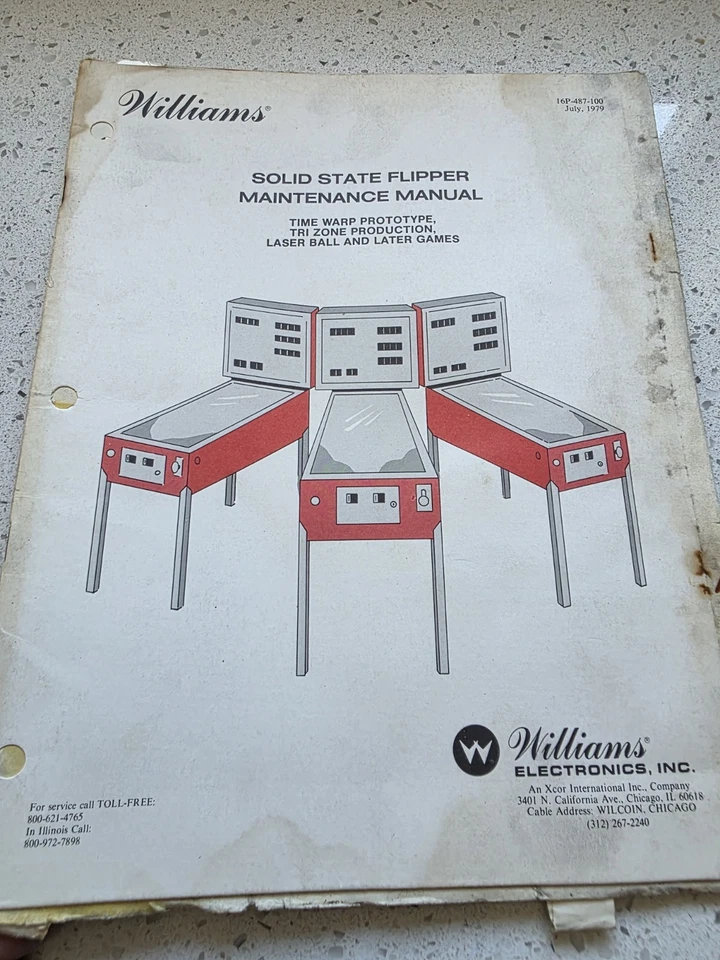 Williams®
16P-487-100
July, 1979
SOLID STATE FLIPPER
MAINTENANCE MANUAL
TIME WARP PROTOTYPE,
TRI ZONE PRODUCTION,
LASER BALL AND LATER GAMES
W Williams®
ELECTRONICS, INC.
An Xcor International Inc., Company
3401 N. California Ave., Chicago, IL 60618
Cable Address: WILCOIN, CHICAGO
(312) 267-2240
For service call TOLL-FREE:
800-621-4765
In Illinois Call:
800-972-7898